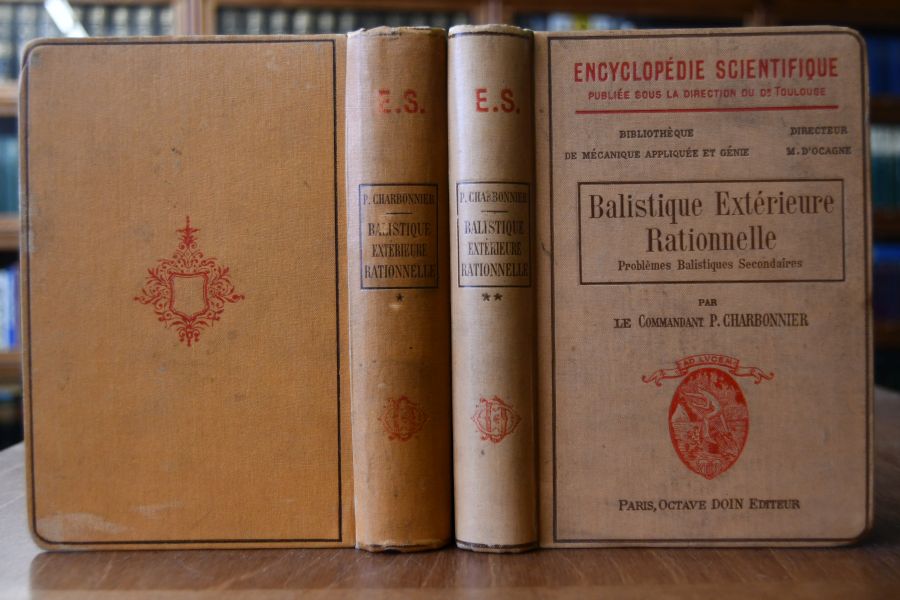 E.S.
P. CHARBONNIER
BALISTIQUE
EXTÉRIEURE
RATIONNELLE
*
E.S.
P. CHARBONNIER
BALISTIQUE
EXTÉRIEURE
RATIONNELLE
**
ENCYCLOPÉDIE SCIENTIFIQUE
PUBLIÉE SOUS LA DIRECTION DU DR TOULOUSE
BIBLIOTHÈQUE
DE MÉCANIQUE APPLIQUÉE ET GÉNIE
DIRECTEUR
M. D'OCAGNE
Balistique Extérieure
Rationnelle
Problèmes Balistiques Secondaires
PAR
LE COMMANDANT P. CHARBONNIER
AD LVCEM
PARIS, OCTAVE DOIN EDITEUR